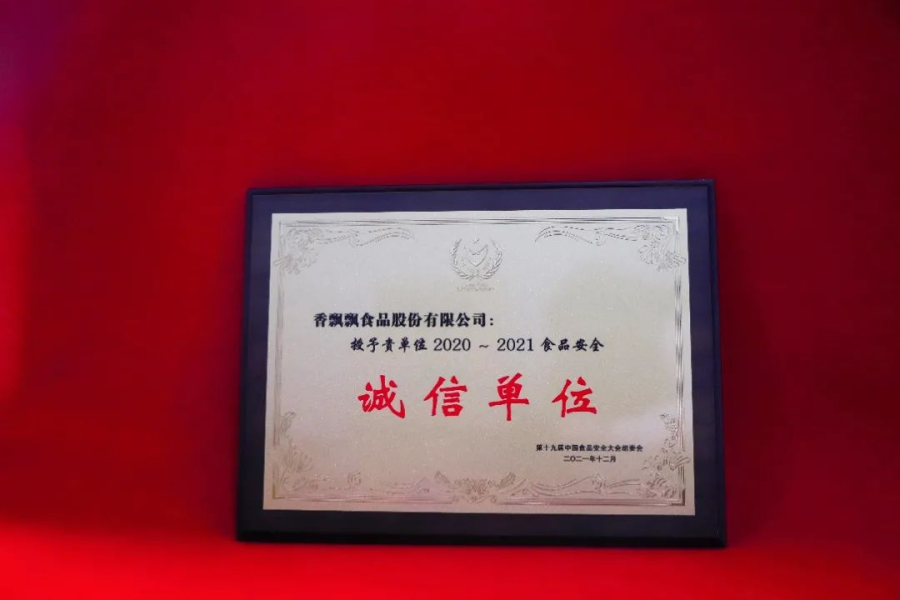 香飘飘食品股份有限公司：
授予贵单位 2020 ~ 2021 食品安全
诚信单位
第十九届中国食品安全大会组委会
二〇二一年十二月